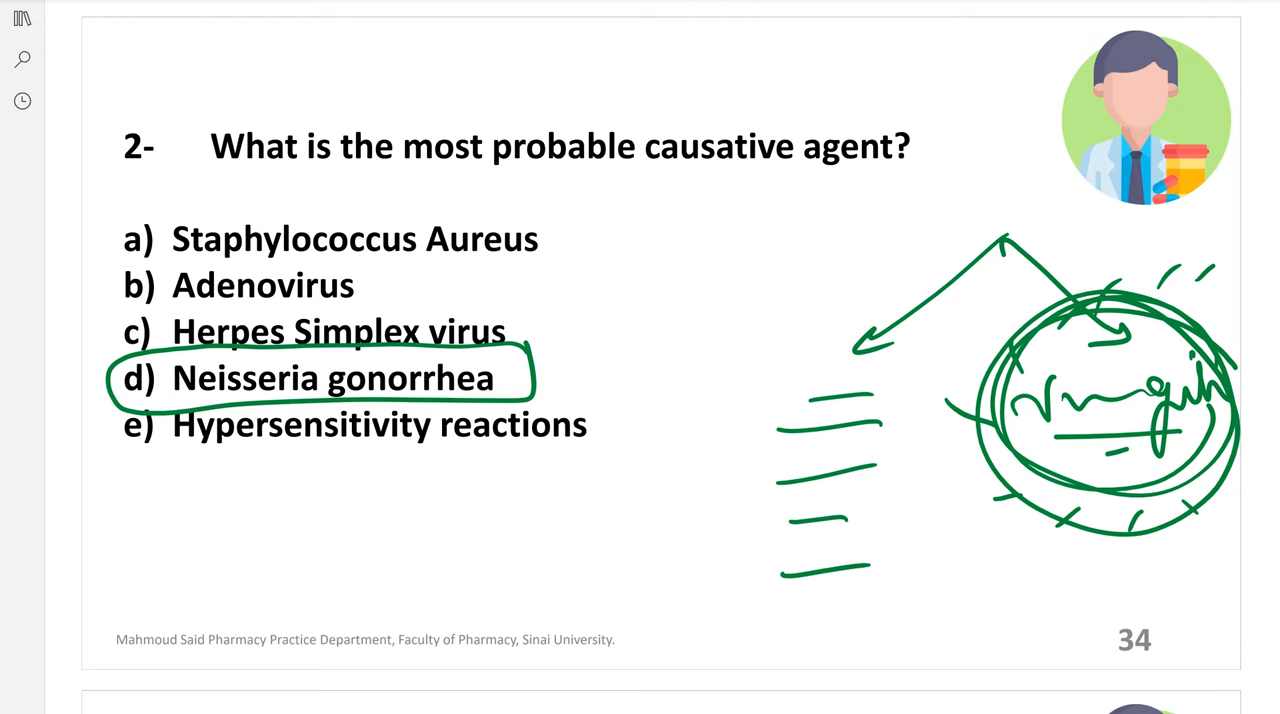 2- What is the most probable causative agent?
a) Staphylococcus Aureus
b) Adenovirus
c) Herpes Simplex virus
d) Neisseria gonorrhea
e) Hypersensitivity reactions
Mahmoud Said Pharmacy Practice Department, Faculty of Pharmacy, Sinai University.
34